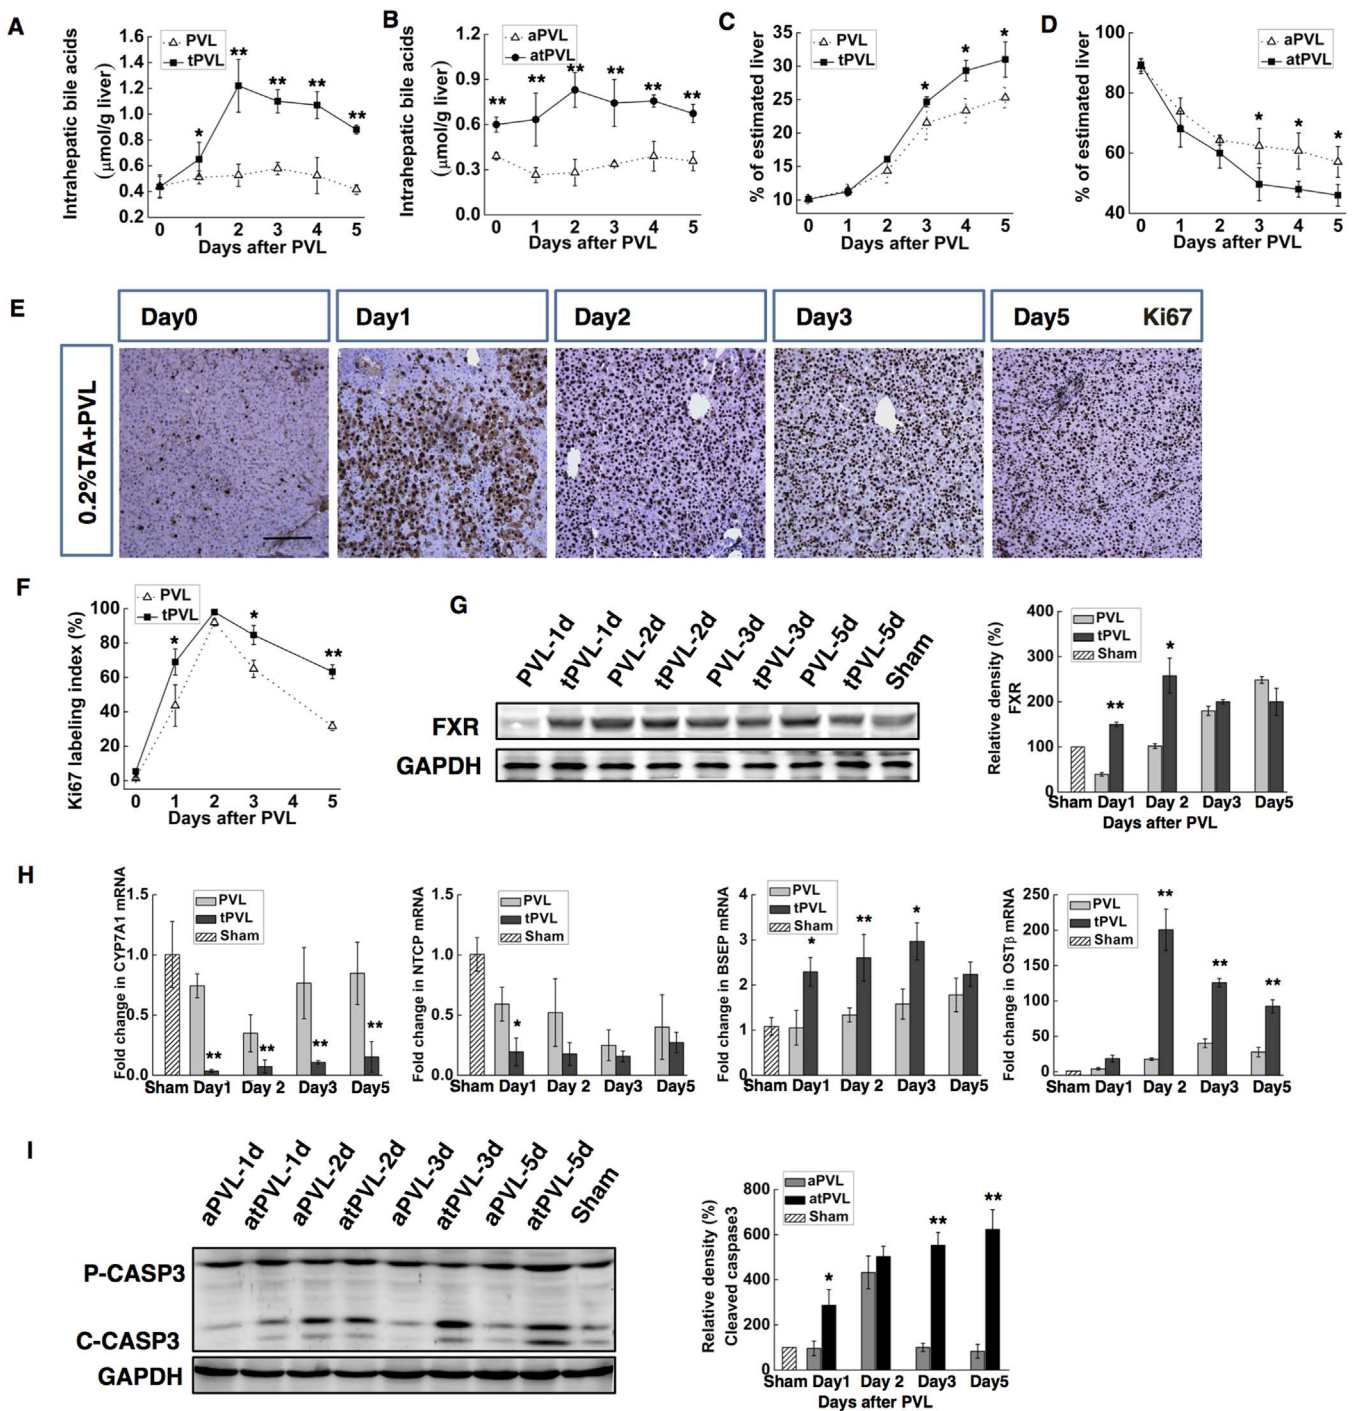 A
Intrahepatic bile acids
(μmol/g liver)
1.6
1.4
1.2
1.0
0.8
0.6
0.4
0.2
PVL
tPVL
*
**
**
**
**
0 1 2 3 4 5
Days after PVL
B
Intrahepatic bile acids
(μmol/g liver)
1.2
0.9
0.6
0.3
0.0
aPVL
atPVL
**
**
**
**
**
**
0 1 2 3 4 5
Days after PVL
C
% of estimated liver
35
30
25
20
15
10
PVL
tPVL
*
*
*
0 1 2 3 4 5
Days after PVL
D
% of estimated liver
100
80
60
40
aPVL
atPVL
*
*
*
0 1 2 3 4 5
Days after PVL
E
Day0
Day1
Day2
Day3
Day5 Ki67
0.2%TA+PVL
F
Ki67 labeling index (%)
100
80
60
40
20
0
PVL
tPVL
*
*
**
0 1 2 3 4 5
Days after PVL
G
PVL-1d
tPVL-1d
PVL-2d
tPVL-2d
PVL-3d
tPVL-3d
PVL-5d
tPVL-5d
Sham
FXR
GAPDH
Relative density (%)
FXR
400
300
200
100
0
PVL
tPVL
Sham
**
*
Sham Day1 Day 2 Day3 Day5
Days after PVL
H
Fold change in CYP7A1 mRNA
1.5
1.0
0.5
0.0
PVL
tPVL
Sham
**
**
**
**
Sham Day1 Day 2 Day3 Day5
Fold change in NTCP mRNA
1.5
1.0
0.5
0.0
PVL
tPVL
Sham
*
Sham Day1 Day 2 Day3 Day5
Fold change in BSEP mRNA
4
3
2
1
0
PVL
tPVL
Sham
*
**
*
Sham Day1 Day 2 Day3 Day5
Fold change in OSTβ mRNA
250
200
150
100
50
0
PVL
tPVL
Sham
**
**
**
Sham Day1 Day 2 Day3 Day5
I
aPVL-1d
atPVL-1d
aPVL-2d
atPVL-2d
aPVL-3d
atPVL-3d
aPVL-5d
atPVL-5d
Sham
P-CASP3
C-CASP3
GAPDH
Relative density (%)
Cleaved caspase3
800
600
400
200
0
aPVL
atPVL
Sham
*
**
**
Sham Day1 Day 2 Day3 Day5
Days after PVL